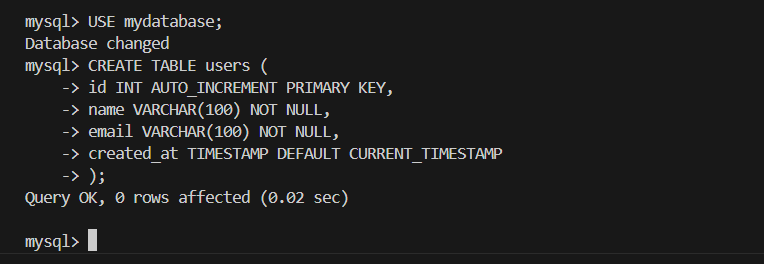 mysql> USE mydatabase;
Database changed
mysql> CREATE TABLE users (
    -> id INT AUTO_INCREMENT PRIMARY KEY,
    -> name VARCHAR(100) NOT NULL,
    -> email VARCHAR(100) NOT NULL,
    -> created_at TIMESTAMP DEFAULT CURRENT_TIMESTAMP
    -> );
Query OK, 0 rows affected (0.02 sec)
mysql>